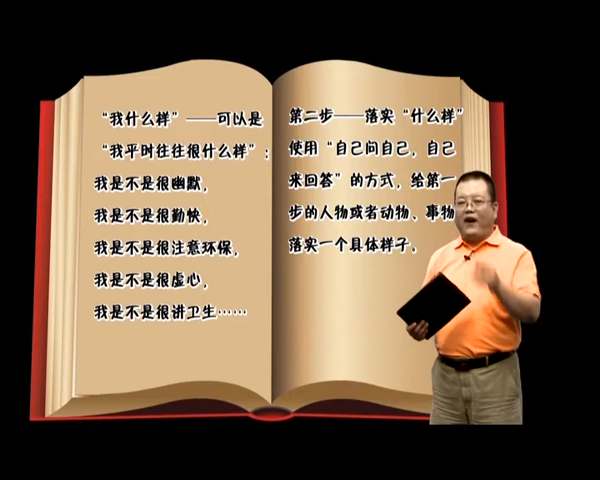 “我什么样”——可以是
“我平时往往很什么样”：
我是不是很幽默，
我是不是很勤快，
我是不是很注意环保，
我是不是很虚心，
我是不是很讲卫生……
第二步——落实“什么样”
使用“自己问自己，自己
来回答”的方式，给第一
步的人物或者动物、事物
落实一个具体样子。